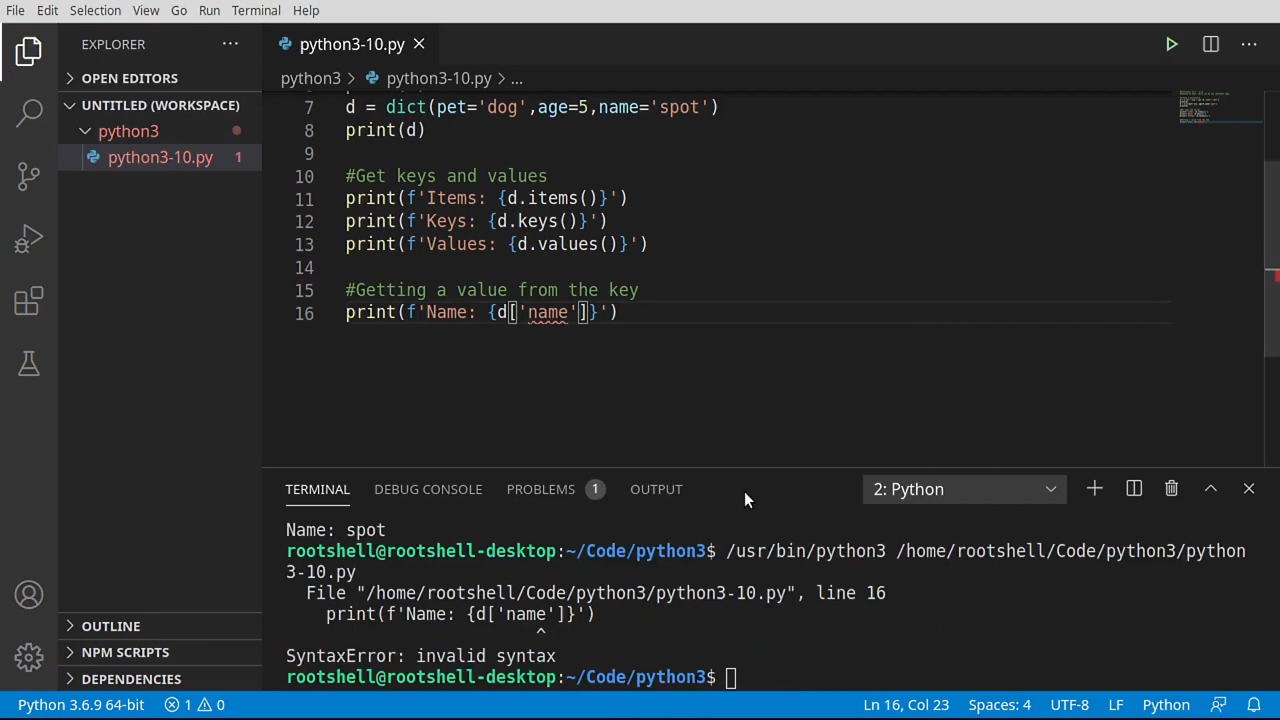 File Edit Selection View Go Run Terminal Help
EXPLORER
python3-10.py
OPEN EDITORS
python3 > python3-10.py > ...
UNTITLED (WORKSPACE)
python3
python3-10.py 1
7 d = dict(pet='dog',age=5,name='spot')
8 print(d)
9
10 #Get keys and values
11 print(f'Items: {d.items()}')
12 print(f'Keys: {d.keys()}')
13 print(f'Values: {d.values()}')
14
15 #Getting a value from the key
16 print(f'Name: {d['name']}')
TERMINAL DEBUG CONSOLE PROBLEMS 1 OUTPUT 2: Python
Name: spot
rootshell@rootshell-desktop:~/Code/python3$ /usr/bin/python3 /home/rootshell/Code/python3/python
3-10.py
File "/home/rootshell/Code/python3/python3-10.py", line 16
print(f'Name: {d['name']}')
^
SyntaxError: invalid syntax
rootshell@rootshell-desktop:~/Code/python3$
OUTLINE
NPM SCRIPTS
DEPENDENCIES
Python 3.6.9 64-bit 1 0 Ln 16, Col 23 Spaces: 4 UTF-8 LF Python